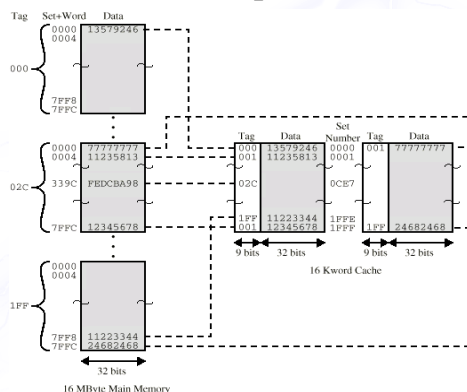 Tag Set+Word Data
0000 13579246
0004
000
7FF8
7FFC
0000 77777777
0004 11235813
02C
339C FEDCBA98
7FFC 12345678
0000
0004
1FF
7FF8 11223344
7FFC 24682468
32 bits
16 MByte Main Memory
Set
Tag Data Number Tag Data
000 13579246 0000 001 77777777
001 11235813 0001
02C 0CE7
1FF 11223344 1FFE
001 12345678 1FFF 1FF 24682468
9 bits 32 bits 9 bits 32 bits
16 Kword Cache